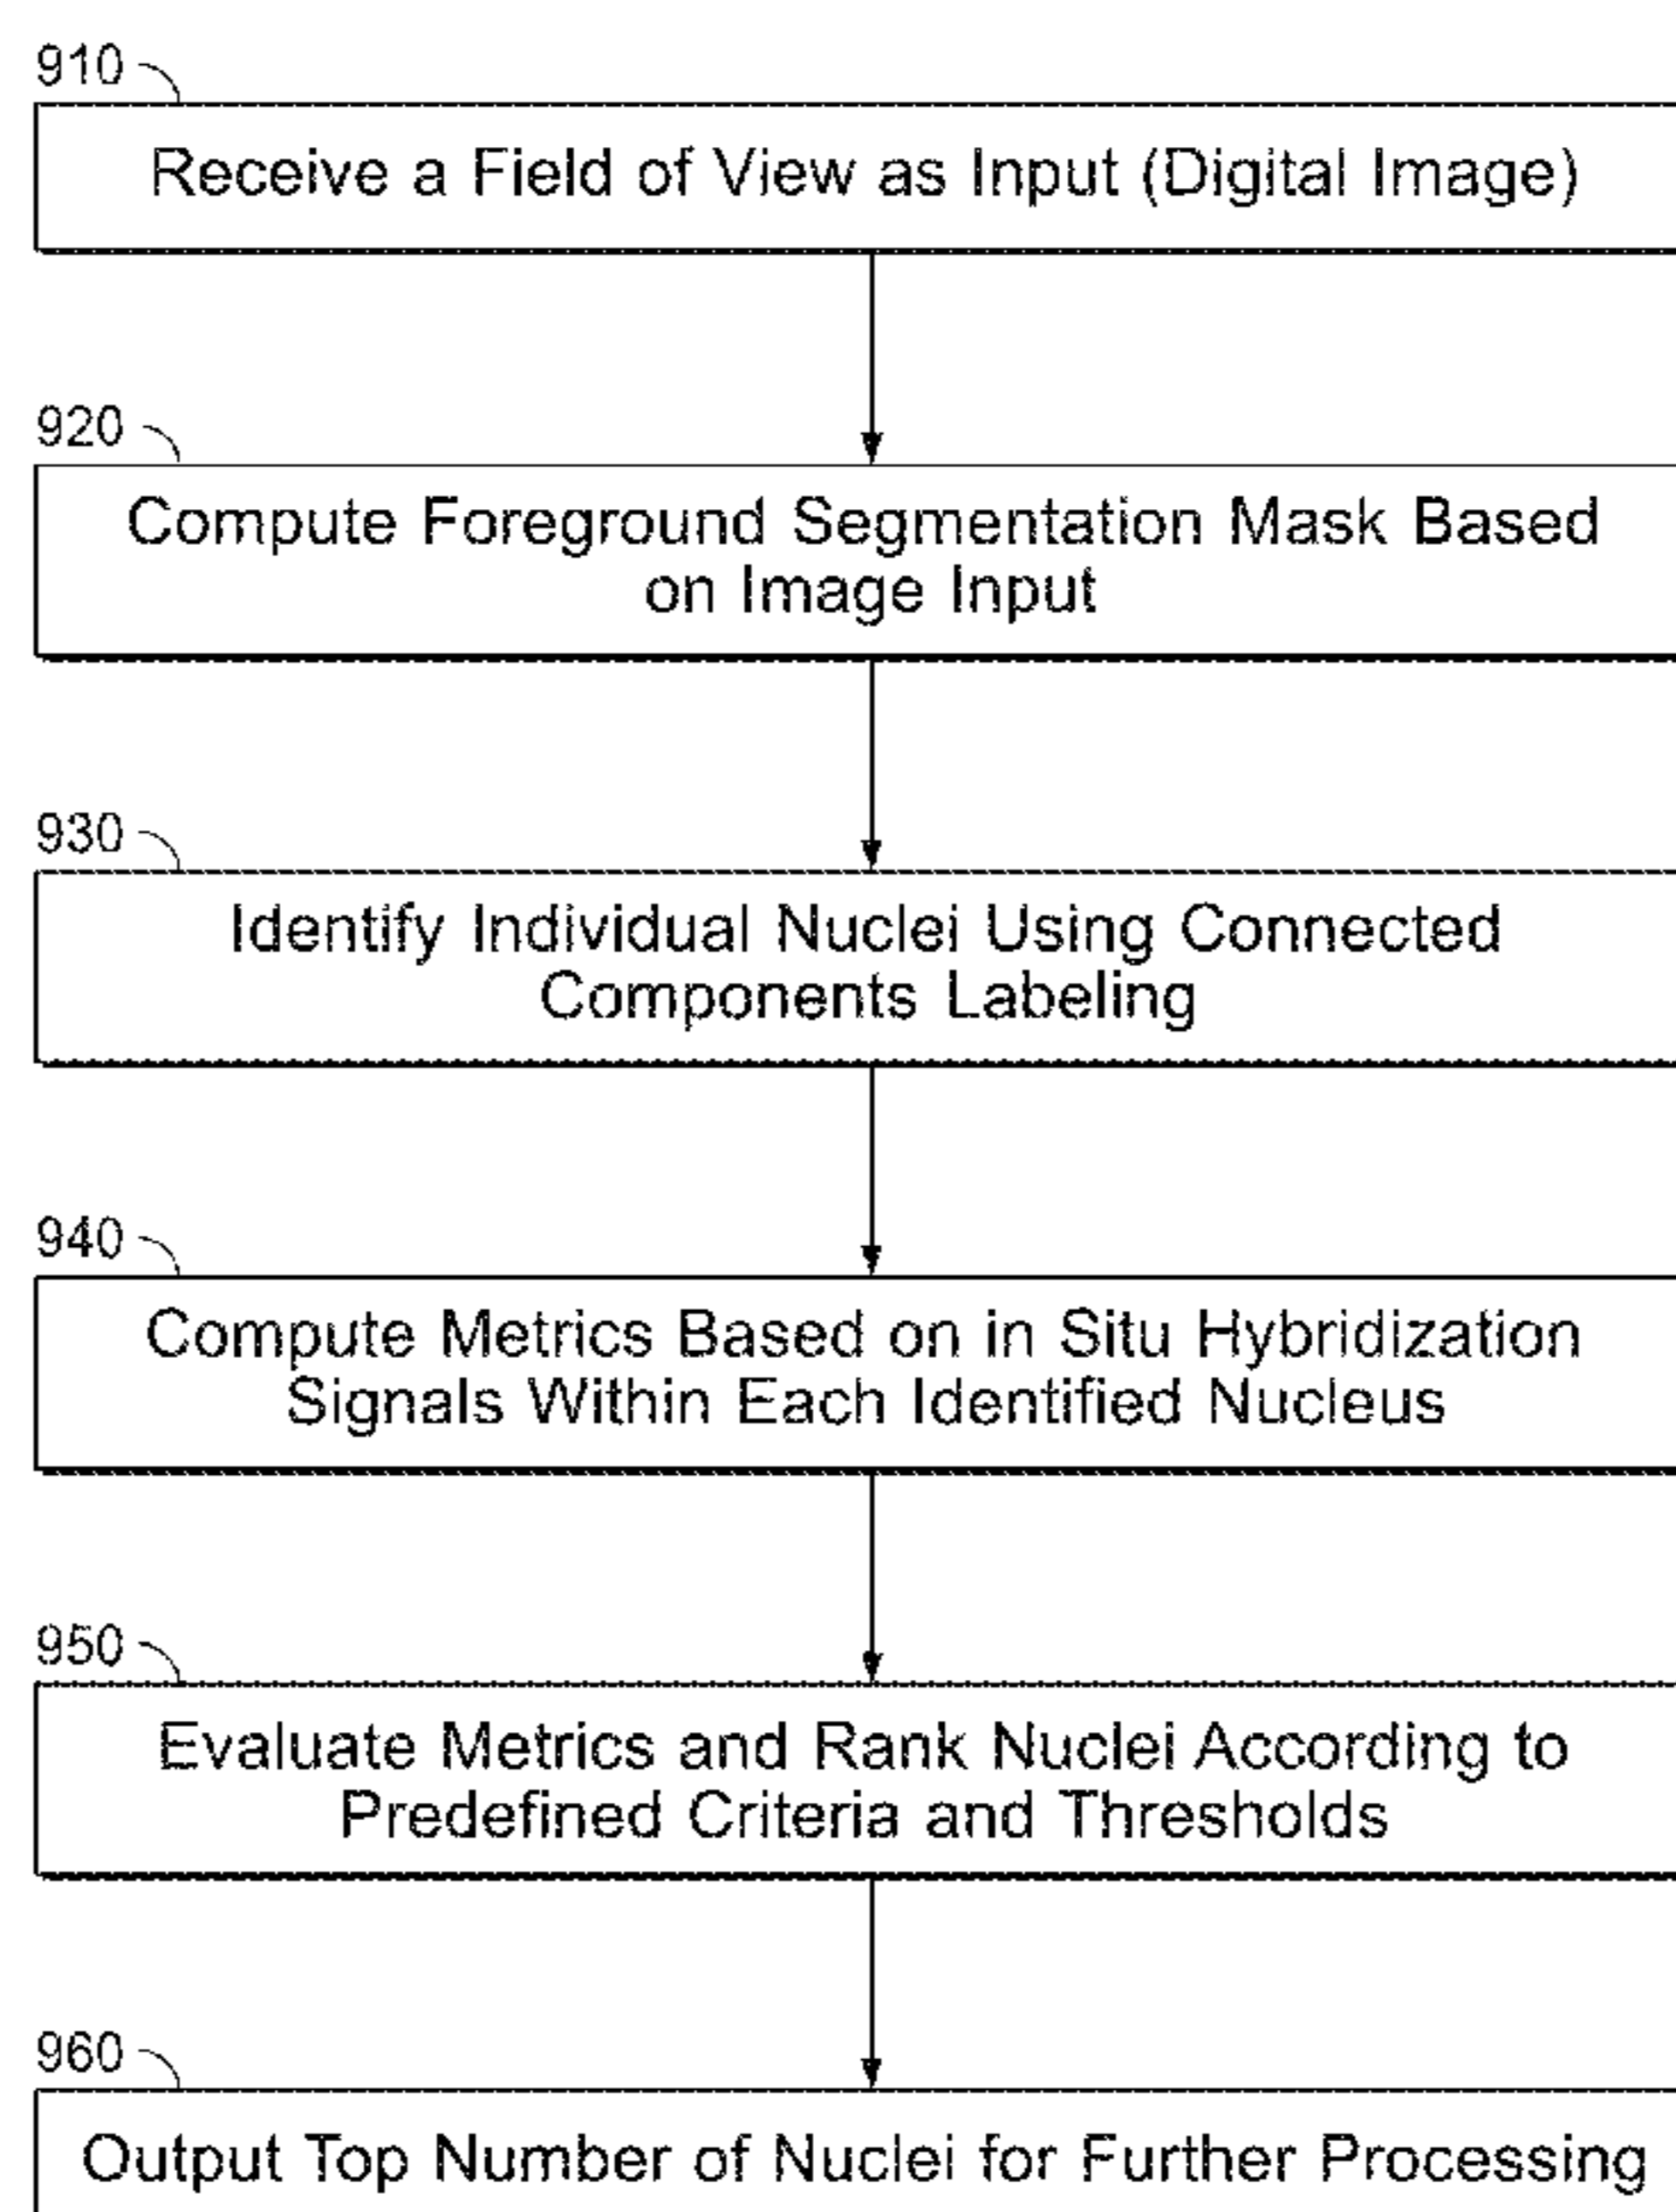 910
Receive a Field of View as Input (Digital Image)
920
Compute Foreground Segmentation Mask Based
on Image Input
930
Identify Individual Nuclei Using Connected
Components Labeling
940
Compute Metrics Based on in Situ Hybridization
Signals Within Each Identified Nucleus
950
Evaluate Metrics and Rank Nuclei According to
Predefined Criteria and Thresholds
960
Output Top Number of Nuclei for Further Processing